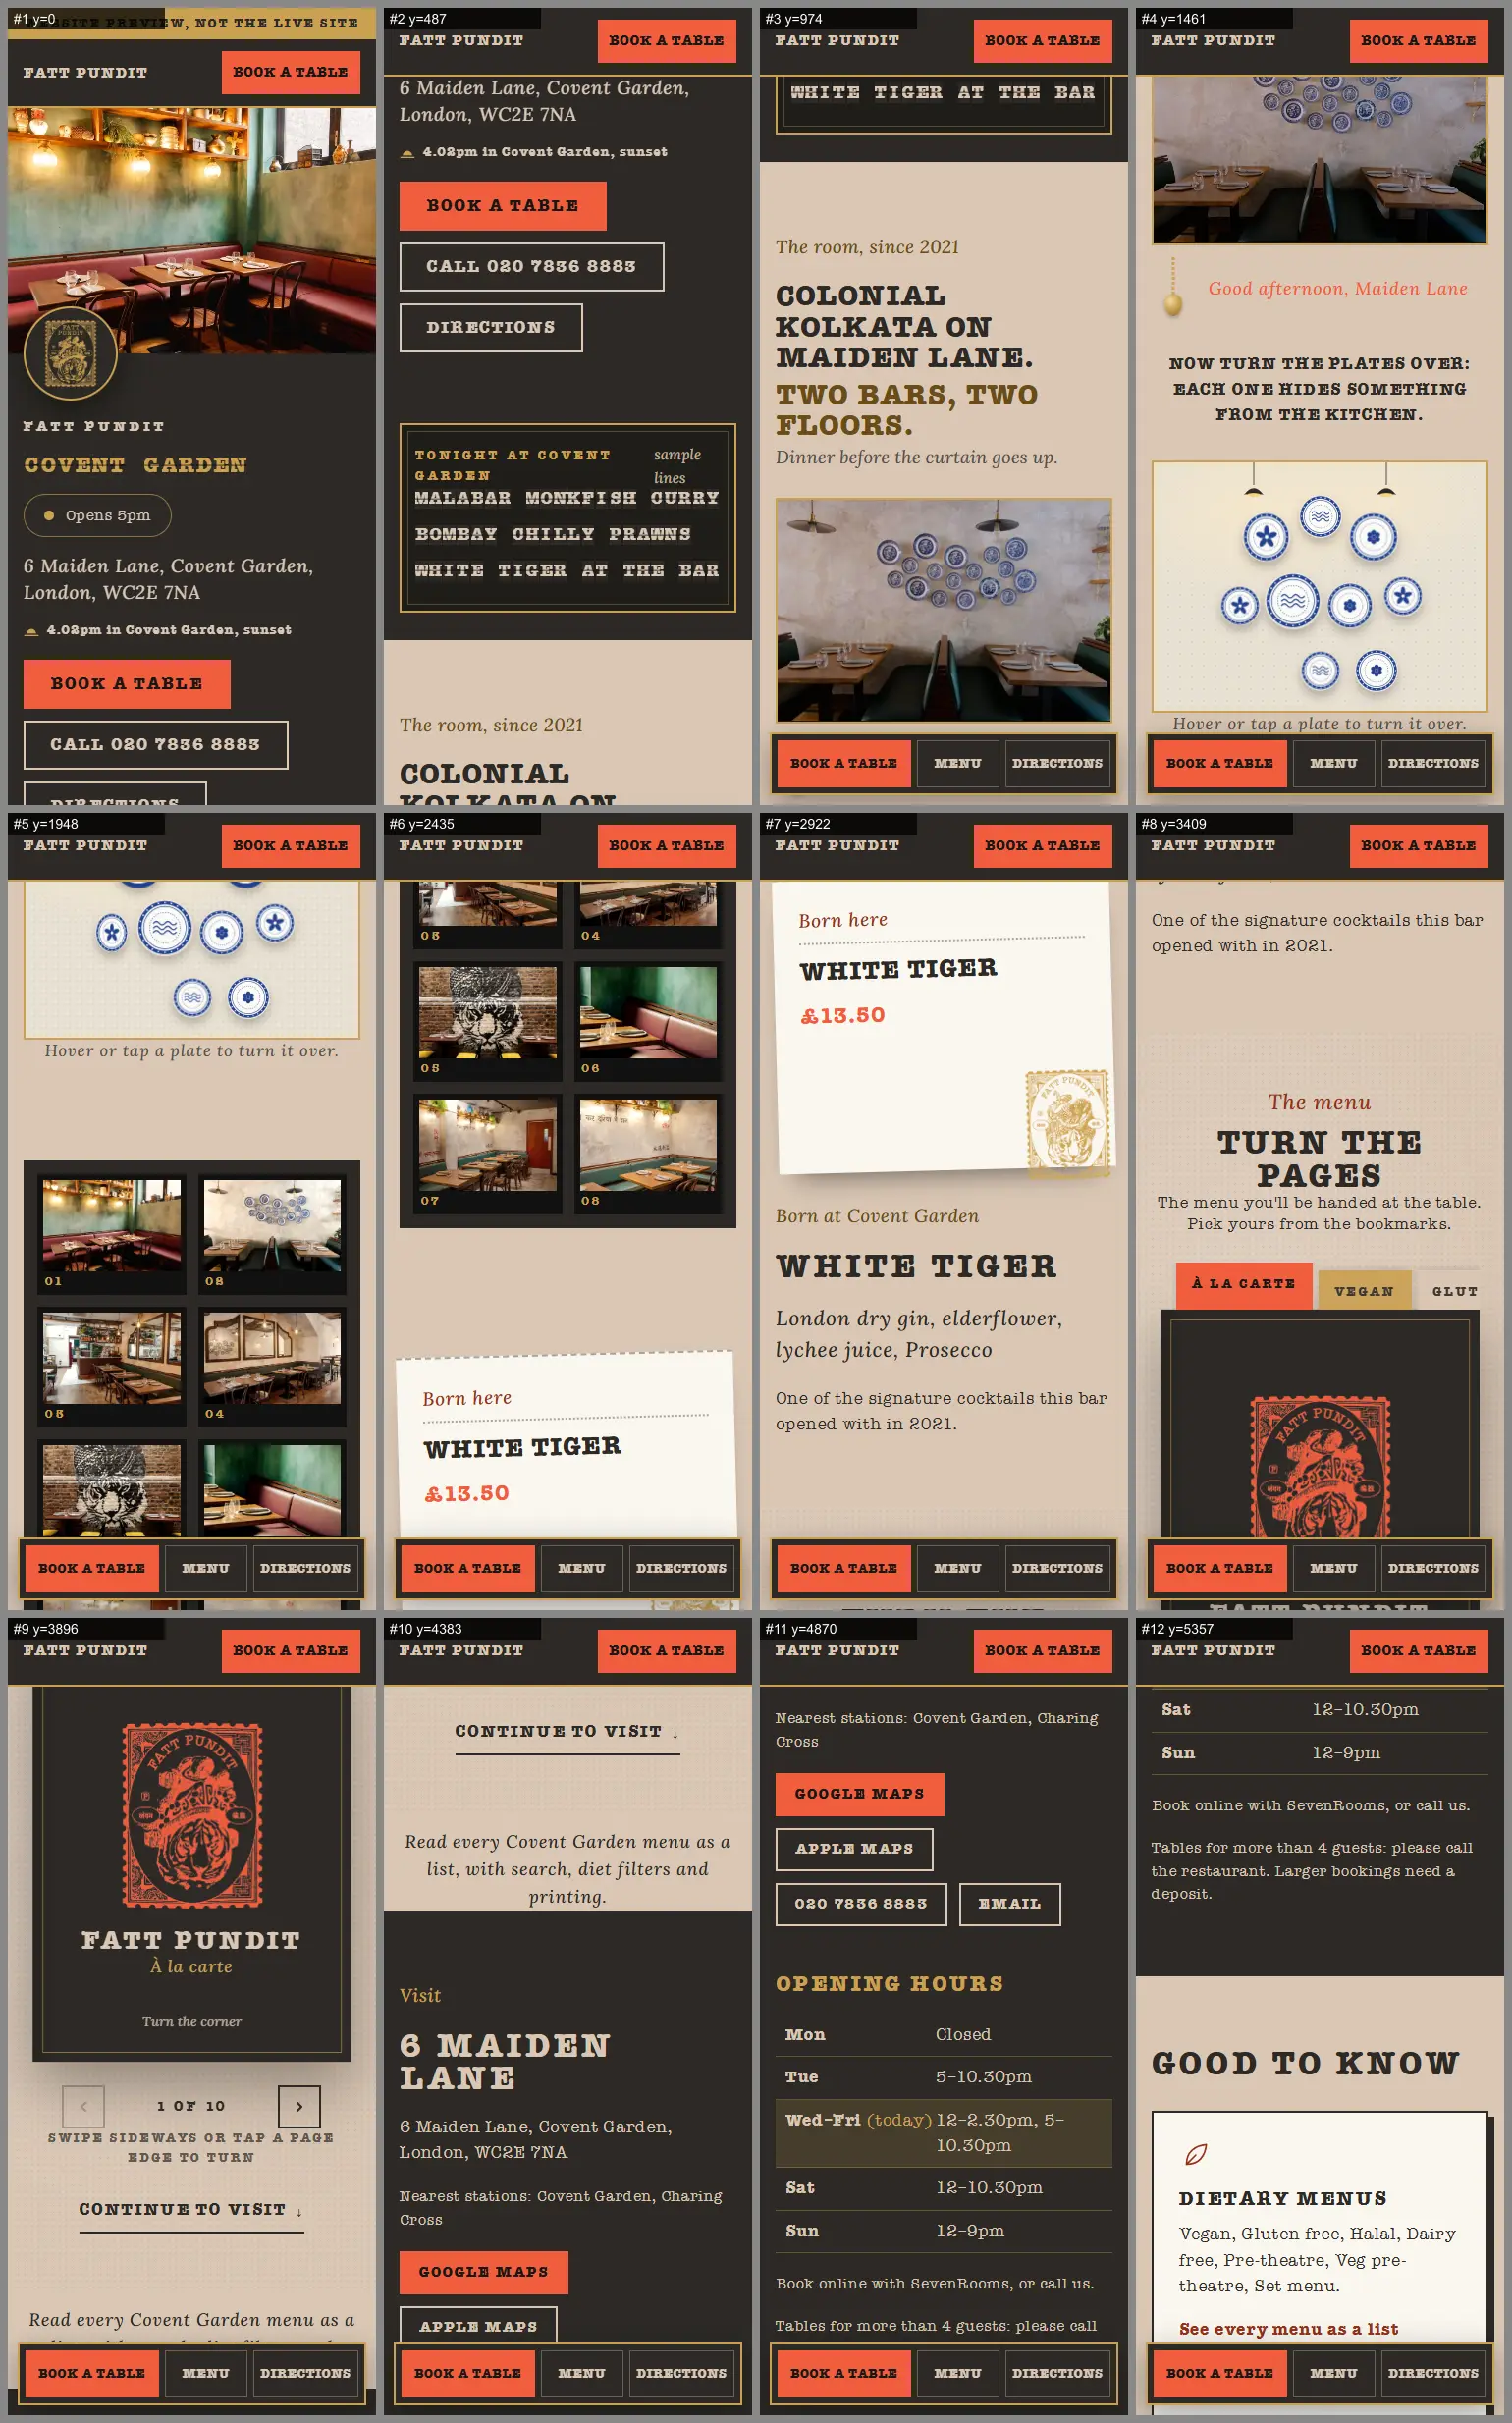 #1 y=0
SITE PREVIEW, NOT THE LIVE SITE
FATT PUNDIT
BOOK A TABLE
FATT PUNDIT
FATT PUNDIT
COVENT GARDEN
Opens 5pm
6 Maiden Lane, Covent Garden,
London, WC2E 7NA
4.02pm in Covent Garden, sunset
BOOK A TABLE
CALL 020 7836 8883
DIRECTIONS
#2 y=487
FATT PUNDIT
BOOK A TABLE
6 Maiden Lane, Covent Garden,
London, WC2E 7NA
4.02pm in Covent Garden, sunset
BOOK A TABLE
CALL 020 7836 8883
DIRECTIONS
TONIGHT AT COVENT GARDEN
sample lines
MALABAR MONKFISH CURRY
BOMBAY CHILLY PRAWNS
WHITE TIGER AT THE BAR
The room, since 2021
COLONIAL
KOLKATA ON
#3 y=974
FATT PUNDIT
BOOK A TABLE
WHITE TIGER AT THE BAR
The room, since 2021
COLONIAL
KOLKATA ON
MAIDEN LANE.
TWO BARS, TWO
FLOORS.
Dinner before the curtain goes up.
BOOK A TABLE
MENU
DIRECTIONS
#4 y=1461
FATT PUNDIT
BOOK A TABLE
Good afternoon, Maiden Lane
NOW TURN THE PLATES OVER:
EACH ONE HIDES SOMETHING
FROM THE KITCHEN.
Hover or tap a plate to turn it over.
BOOK A TABLE
MENU
DIRECTIONS
#5 y=1948
FATT PUNDIT
BOOK A TABLE
Hover or tap a plate to turn it over.
01
02
03
04
BOOK A TABLE
MENU
DIRECTIONS
#6 y=2435
FATT PUNDIT
BOOK A TABLE
03
04
05
06
07
08
Born here
WHITE TIGER
£13.50
BOOK A TABLE
MENU
DIRECTIONS
#7 y=2922
FATT PUNDIT
BOOK A TABLE
Born here
WHITE TIGER
£13.50
FATT PUNDIT
Born at Covent Garden
WHITE TIGER
London dry gin, elderflower,
lychee juice, Prosecco
One of the signature cocktails this bar
opened with in 2021.
BOOK A TABLE
MENU
DIRECTIONS
#8 y=3409
FATT PUNDIT
BOOK A TABLE
One of the signature cocktails this bar
opened with in 2021.
The menu
TURN THE
PAGES
The menu you'll be handed at the table.
Pick yours from the bookmarks.
À LA CARTE
VEGAN
GLUT
FATT PUNDIT
BOOK A TABLE
MENU
DIRECTIONS
FATT PUNDIT
#9 y=3896
FATT PUNDIT
BOOK A TABLE
FATT PUNDIT
FATT PUNDIT
À la carte
Turn the corner
1 OF 10
SWIPE SIDEWAYS OR TAP A PAGE
EDGE TO TURN
CONTINUE TO VISIT ↓
Read every Covent Garden menu as a
BOOK A TABLE
MENU
DIRECTIONS
#10 y=4383
FATT PUNDIT
BOOK A TABLE
CONTINUE TO VISIT ↓
Read every Covent Garden menu as a
list, with search, diet filters and
printing.
Visit
6 MAIDEN
LANE
6 Maiden Lane, Covent Garden,
London, WC2E 7NA
Nearest stations: Covent Garden, Charing
Cross
GOOGLE MAPS
APPLE MAPS
BOOK A TABLE
MENU
DIRECTIONS
#11 y=4870
FATT PUNDIT
BOOK A TABLE
Nearest stations: Covent Garden, Charing
Cross
GOOGLE MAPS
APPLE MAPS
020 7836 8883
EMAIL
OPENING HOURS
Mon Closed
Tue 5–10.30pm
Wed–Fri (today) 12–2.30pm, 5–
10.30pm
Sat 12–10.30pm
Sun 12–9pm
Book online with SevenRooms, or call us.
Tables for more than 4 guests: please call
BOOK A TABLE
MENU
DIRECTIONS
#12 y=5357
FATT PUNDIT
BOOK A TABLE
Sat 12–10.30pm
Sun 12–9pm
Book online with SevenRooms, or call us.
Tables for more than 4 guests: please call
the restaurant. Larger bookings need a
deposit.
GOOD TO KNOW
DIETARY MENUS
Vegan, Gluten free, Halal, Dairy
free, Pre-theatre, Veg pre-
theatre, Set menu.
See every menu as a list
BOOK A TABLE
MENU
DIRECTIONS